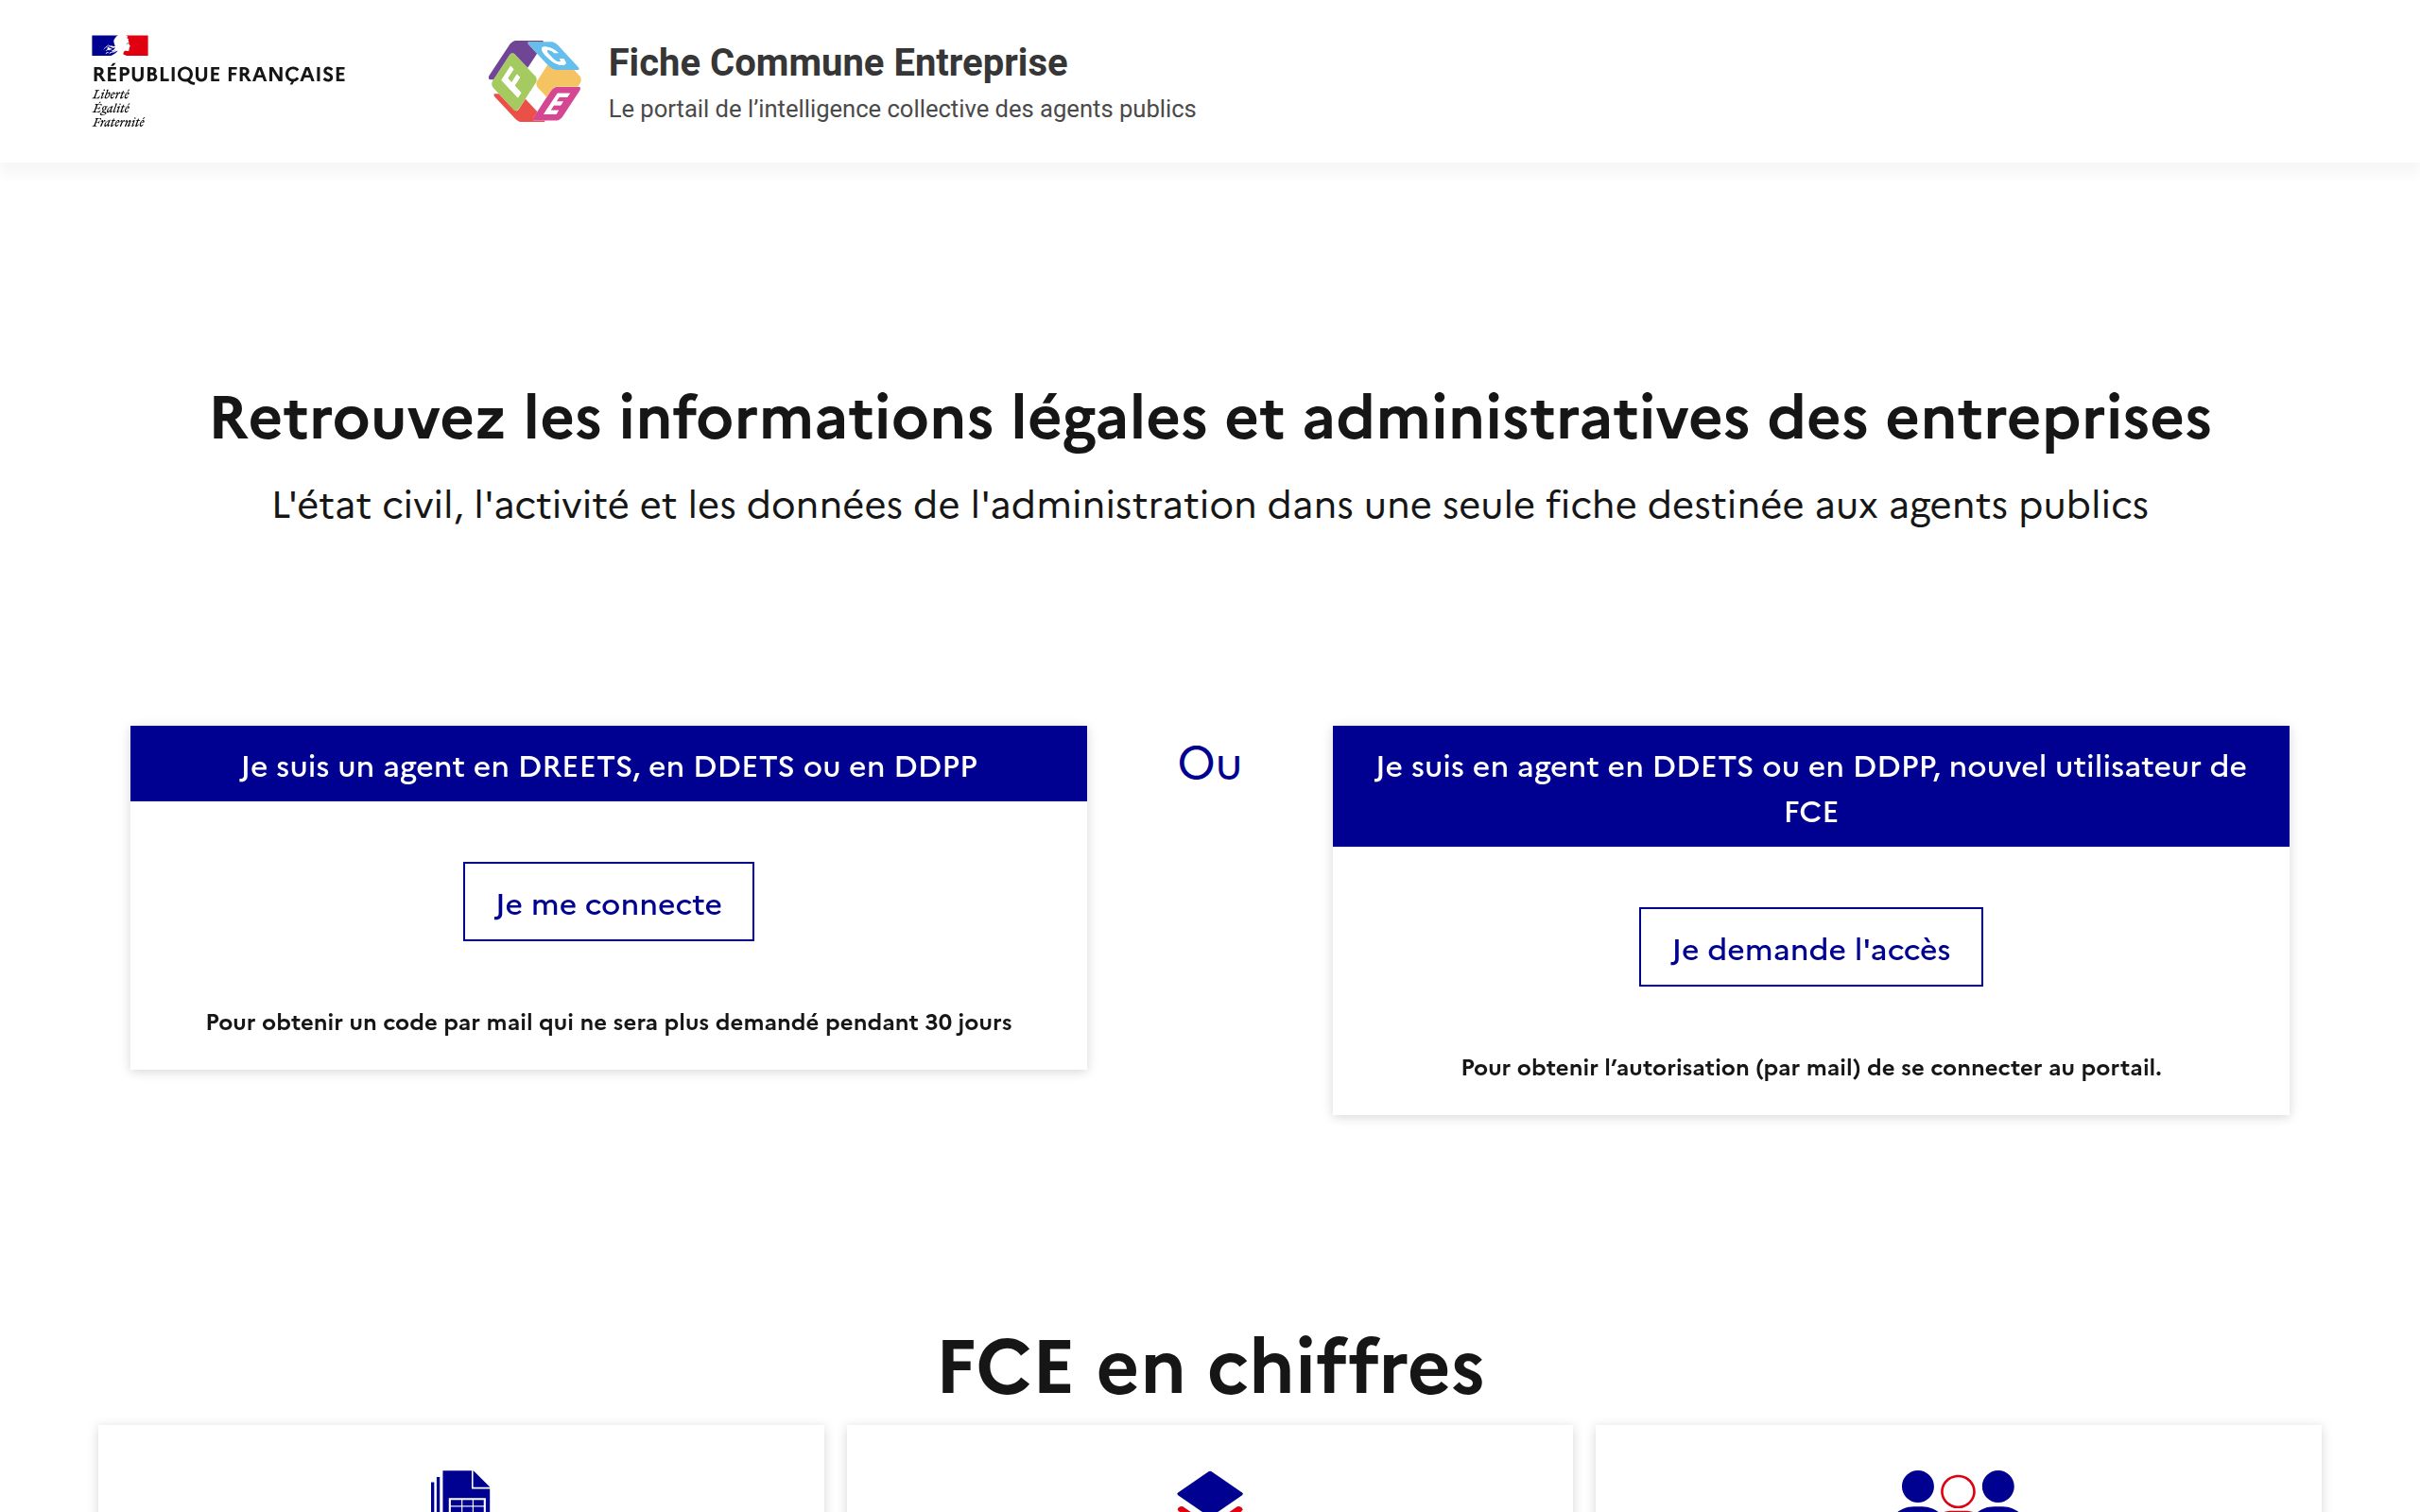 RÉPUBLIQUE FRANÇAISE
Liberté
Égalité
Fraternité
F C E
Fiche Commune Entreprise
Le portail de l’intelligence collective des agents publics
Retrouvez les informations légales et administratives des entreprises
L'état civil, l'activité et les données de l'administration dans une seule fiche destinée aux agents publics
Je suis un agent en DREETS, en DDETS ou en DDPP
Je me connecte
Pour obtenir un code par mail qui ne sera plus demandé pendant 30 jours
Ou
Je suis en agent en DDETS ou en DDPP, nouvel utilisateur de
FCE
Je demande l'accès
Pour obtenir l’autorisation (par mail) de se connecter au portail.
FCE en chiffres